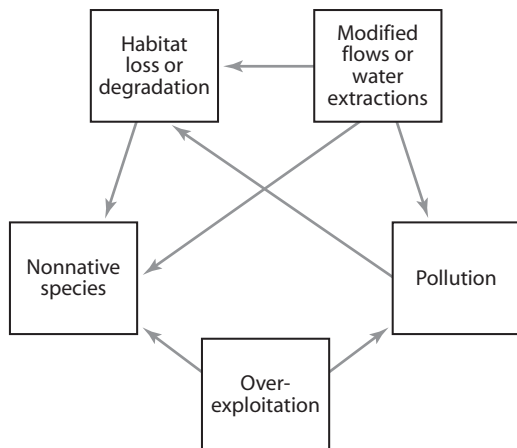 Habitat
loss or
degradation
Modified
flows or
water
extractions
Nonnative
species
Pollution
Over-
exploitation